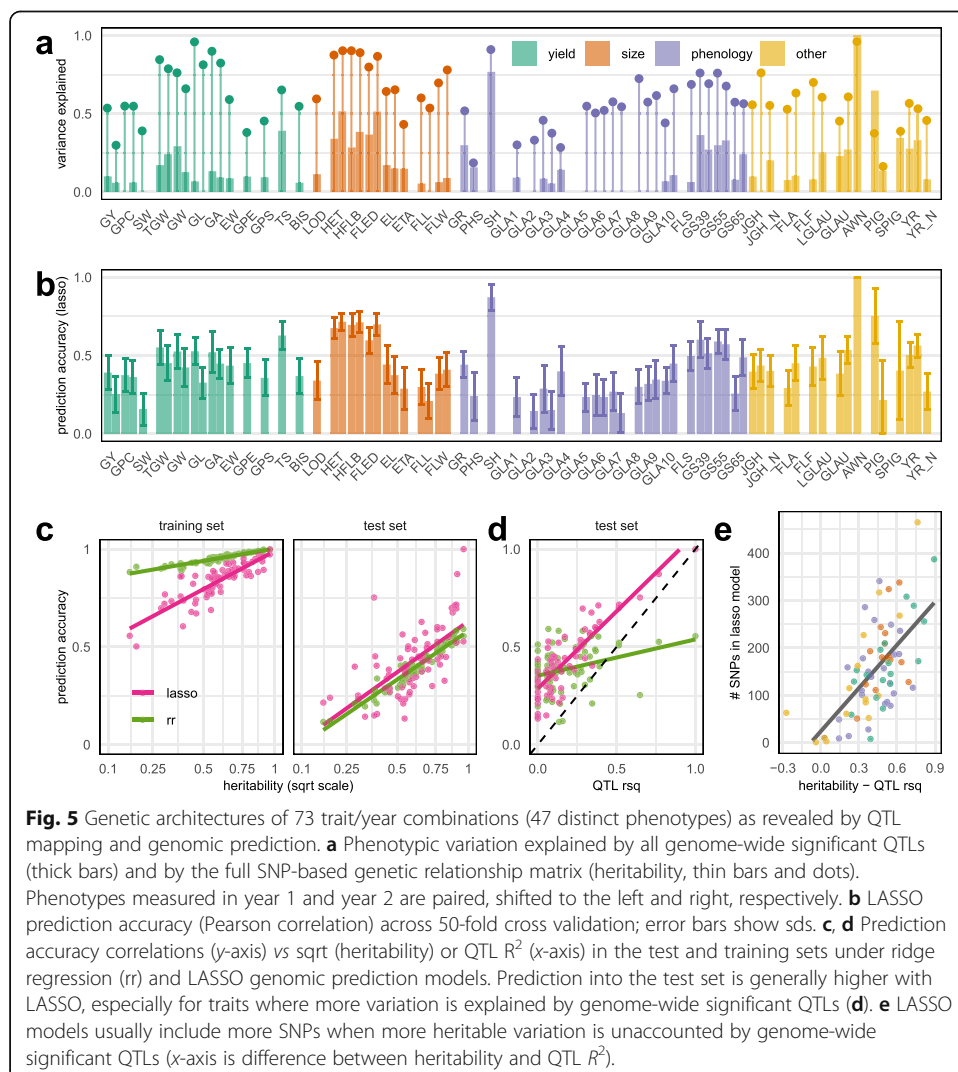 a
yield size phenology other
variance explained
1.0
0.5
0.0
GY GPC SW TGW GW GL GA EW GPE GPS TS BIS LOD HET HFLB FLED EL ETA FLL FLW GR PHS SH GLA1 GLA2 GLA3 GLA4 GLA5 GLA6 GLA7 GLA8 GLA9 GLA10 FLS GS39 GS55 GS65 JGH JGH_N FLA FLF LGLAU GLAU AWN PIG SPIG YR YR_N
b
prediction accuracy (lasso)
1.0
0.5
0.0
GY GPC SW TGW GW GL GA EW GPE GPS TS BIS LOD HET HFLB FLED EL ETA FLL FLW GR PHS SH GLA1 GLA2 GLA3 GLA4 GLA5 GLA6 GLA7 GLA8 GLA9 GLA10 FLS GS39 GS55 GS65 JGH JGH_N FLA FLF LGLAU GLAU AWN PIG SPIG YR YR_N
c
training set test set
prediction accuracy
1
0.5
0
lasso
rr
0.1 0.25 0.5 0.75 1 0.1 0.25 0.5 0.75 1
heritability (sqrt scale)
d
test set
1.0
0.5
0.0
0.0 0.5 1.0
QTL rsq
e
# SNPs in lasso model
400
300
200
100
0
−0.3 0.0 0.3 0.6 0.9
heritability − QTL rsq
Fig. 5 Genetic architectures of 73 trait/year combinations (47 distinct phenotypes) as revealed by QTL
mapping and genomic prediction. a Phenotypic variation explained by all genome-wide significant QTLs
(thick bars) and by the full SNP-based genetic relationship matrix (heritability, thin bars and dots).
Phenotypes measured in year 1 and year 2 are paired, shifted to the left and right, respectively. b LASSO
prediction accuracy (Pearson correlation) across 50-fold cross validation; error bars show sds. c, d Prediction
accuracy correlations (y-axis) vs sqrt (heritability) or QTL R² (x-axis) in the test and training sets under ridge
regression (rr) and LASSO genomic prediction models. Prediction into the test set is generally higher with
LASSO, especially for traits where more variation is explained by genome-wide significant QTLs (d). e LASSO
models usually include more SNPs when more heritable variation is unaccounted by genome-wide
significant QTLs (x-axis is difference between heritability and QTL R²).